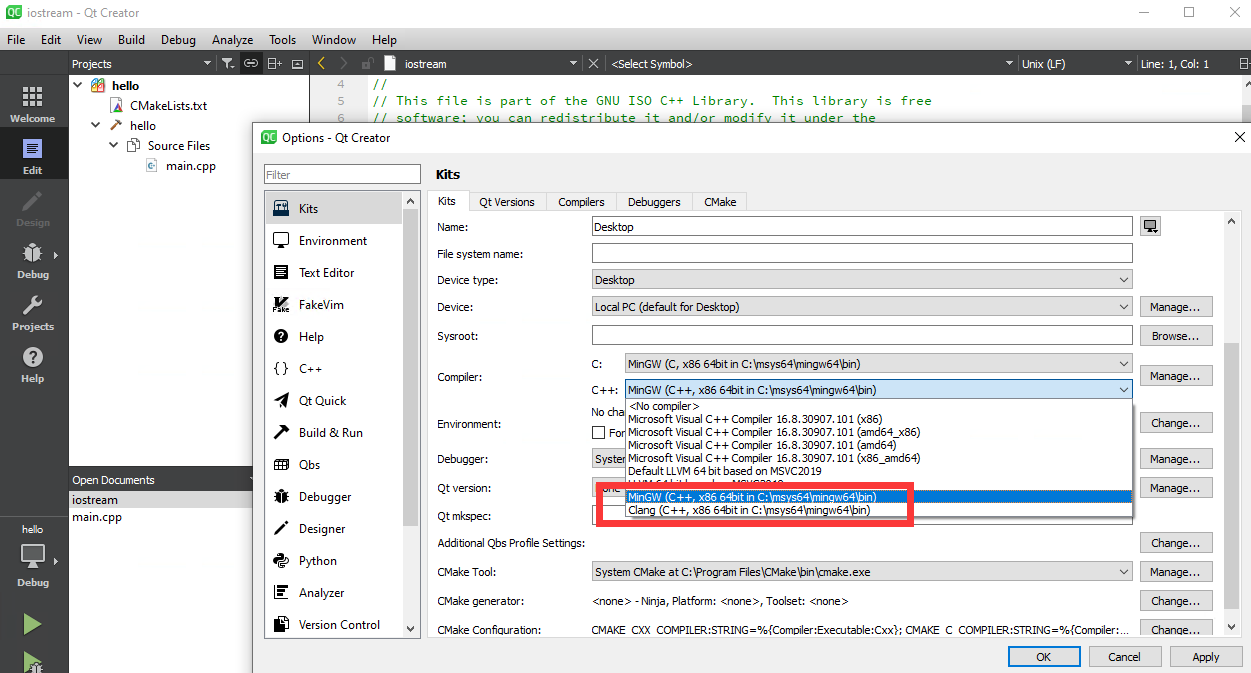 iostream - Qt Creator
File Edit View Build Debug Analyze Tools Window Help
Projects
iostream
<Select Symbol>
Unix (LF)
Line: 1, Col: 1
Welcome
Edit
Design
Debug
Projects
Help
hello
Debug
hello
CMakeLists.txt
hello
Source Files
main.cpp
Open Documents
iostream
main.cpp
4 //
5 // This file is part of the GNU ISO C++ Library. This library is free
6 // software; you can redistribute it and/or modify it under the
Options - Qt Creator
Filter
Kits
Environment
Text Editor
FakeVim
Help
C++
Qt Quick
Build & Run
Qbs
Debugger
Designer
Python
Analyzer
Version Control
Kits
Kits Qt Versions Compilers Debuggers CMake
Name: Desktop
File system name:
Device type: Desktop
Device: Local PC (default for Desktop) Manage...
Sysroot: Browse...
Compiler: Manage...
C: MinGW (C, x86 64bit in C:\msys64\mingw64\bin)
C++: MinGW (C++, x86 64bit in C:\msys64\mingw64\bin)
<No compiler>
Microsoft Visual C++ Compiler 16.8.30907.101 (x86)
Microsoft Visual C++ Compiler 16.8.30907.101 (amd64_x86)
Microsoft Visual C++ Compiler 16.8.30907.101 (amd64)
Microsoft Visual C++ Compiler 16.8.30907.101 (x86_amd64)
Default LLVM 64 bit based on MSVC2019
MinGW (C++, x86 64bit in C:\msys64\mingw64\bin)
Clang (C++, x86 64bit in C:\msys64\mingw64\bin)
Environment: No cha Change...
For
Debugger: System Manage...
Qt version: None Manage...
Qt mkspec:
Additional Qbs Profile Settings: Change...
CMake Tool: System CMake at C:\Program Files\CMake\bin\cmake.exe Manage...
CMake generator: <none> - Ninja, Platform: <none>, Toolset: <none> Change...
CMake Configuration: CMAKE_CXX_COMPILER:STRING=%{Compiler:Executable:Cxx}; CMAKE_C_COMPILER:STRING=%{Compiler:... Change...
OK Cancel Apply